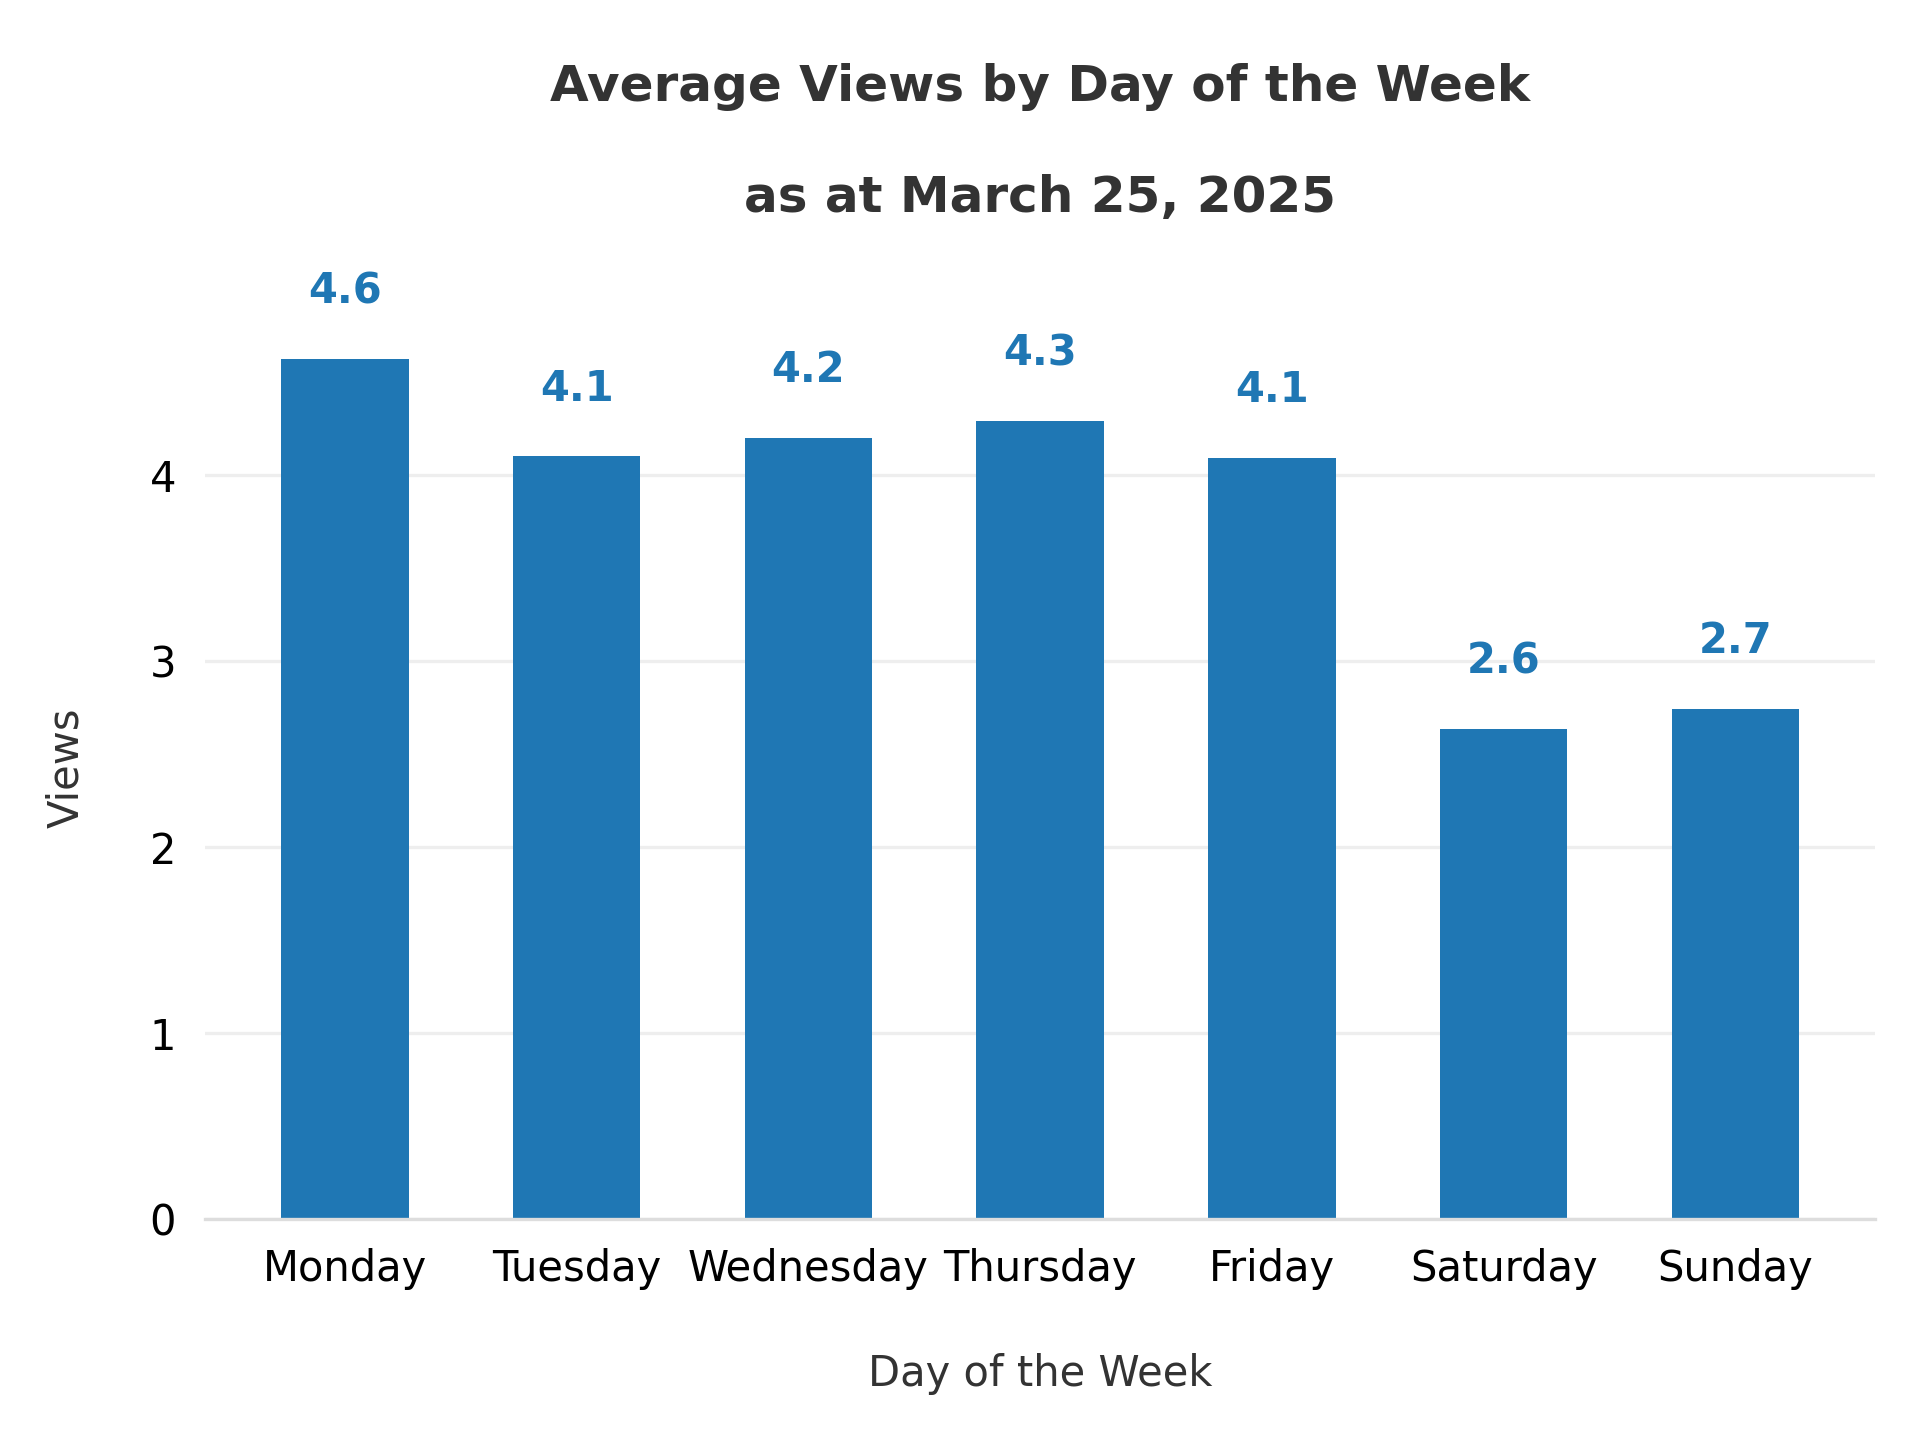 Average Views by Day of the Week
as at March 25, 2025
4.6
4.1
4.2
4.3
4.1
2.6
2.7
4
3
2
1
0
Views
Monday Tuesday Wednesday Thursday Friday Saturday Sunday
Day of the Week